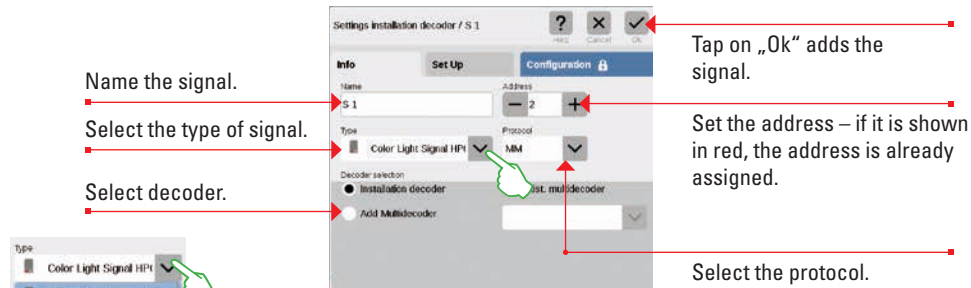 Settings installation decoder / S 1
Help Cancel Ok
Tap on „Ok“ adds the
signal.
Info Set Up Configuration
Name the signal.
Name Address
S 1 2
Set the address – if it is shown
in red, the address is already
assigned.
Select the type of signal.
Type Protocol
Color Light Signal HP MM
Decoder selection
Installation decoder ist. multidecoder
Select decoder.
Add Multidecoder
Type
Color Light Signal HP
Select the protocol.